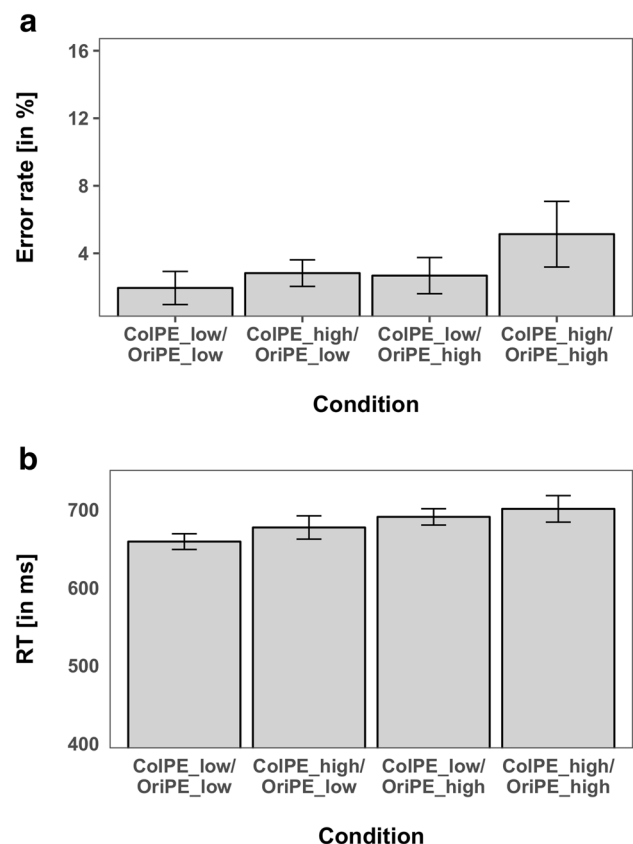 a
Error rate [in %]
16
12
8
4
ColPE_low/ ColPE_high/ ColPE_low/ ColPE_high/
OriPE_low OriPE_low OriPE_high OriPE_high
Condition
b
RT [in ms]
700
600
500
400
ColPE_low/ ColPE_high/ ColPE_low/ ColPE_high/
OriPE_low OriPE_low OriPE_high OriPE_high
Condition